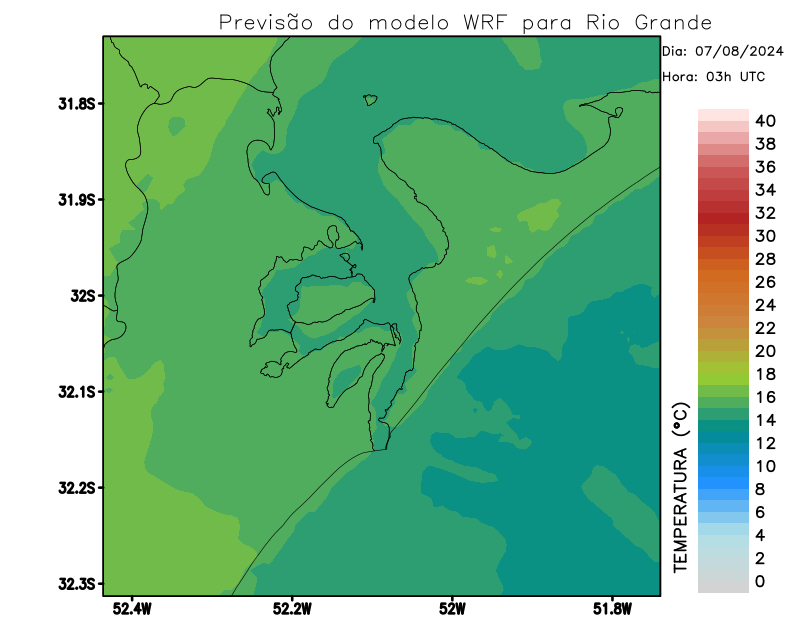 Previsão do modelo WRF para Rio Grande
Dia: 07/08/2024
Hora: 03h UTC
31.8S
31.9S
32S
32.1S
32.2S
32.3S
52.4W
52.2W
52W
51.8W
40
38
36
34
32
30
28
26
24
22
20
18
16
14
12
10
8
6
4
2
0
TEMPERATURA (°C)